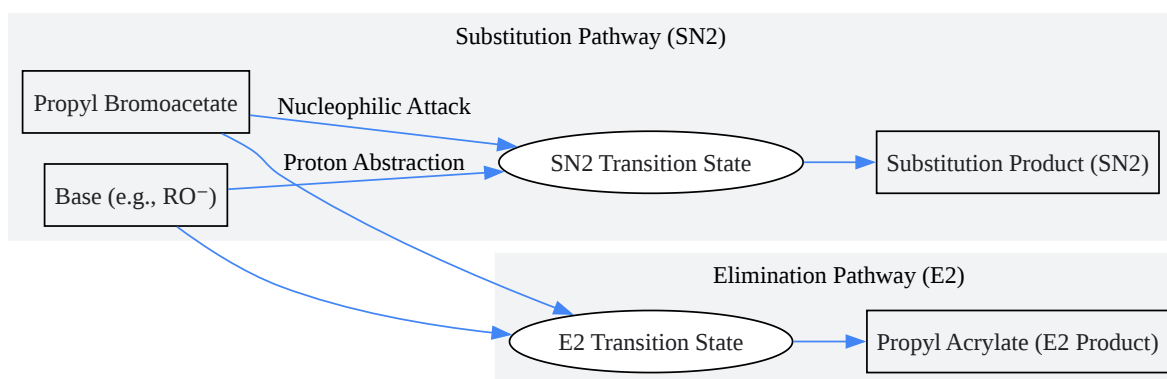 Substitution Pathway (SN2)
Propyl Bromoacetate
Nucleophilic Attack
Proton Abstraction
Base (e.g., RO⁻)
SN2 Transition State
Substitution Product (SN2)
Elimination Pathway (E2)
E2 Transition State
Propyl Acrylate (E2 Product)